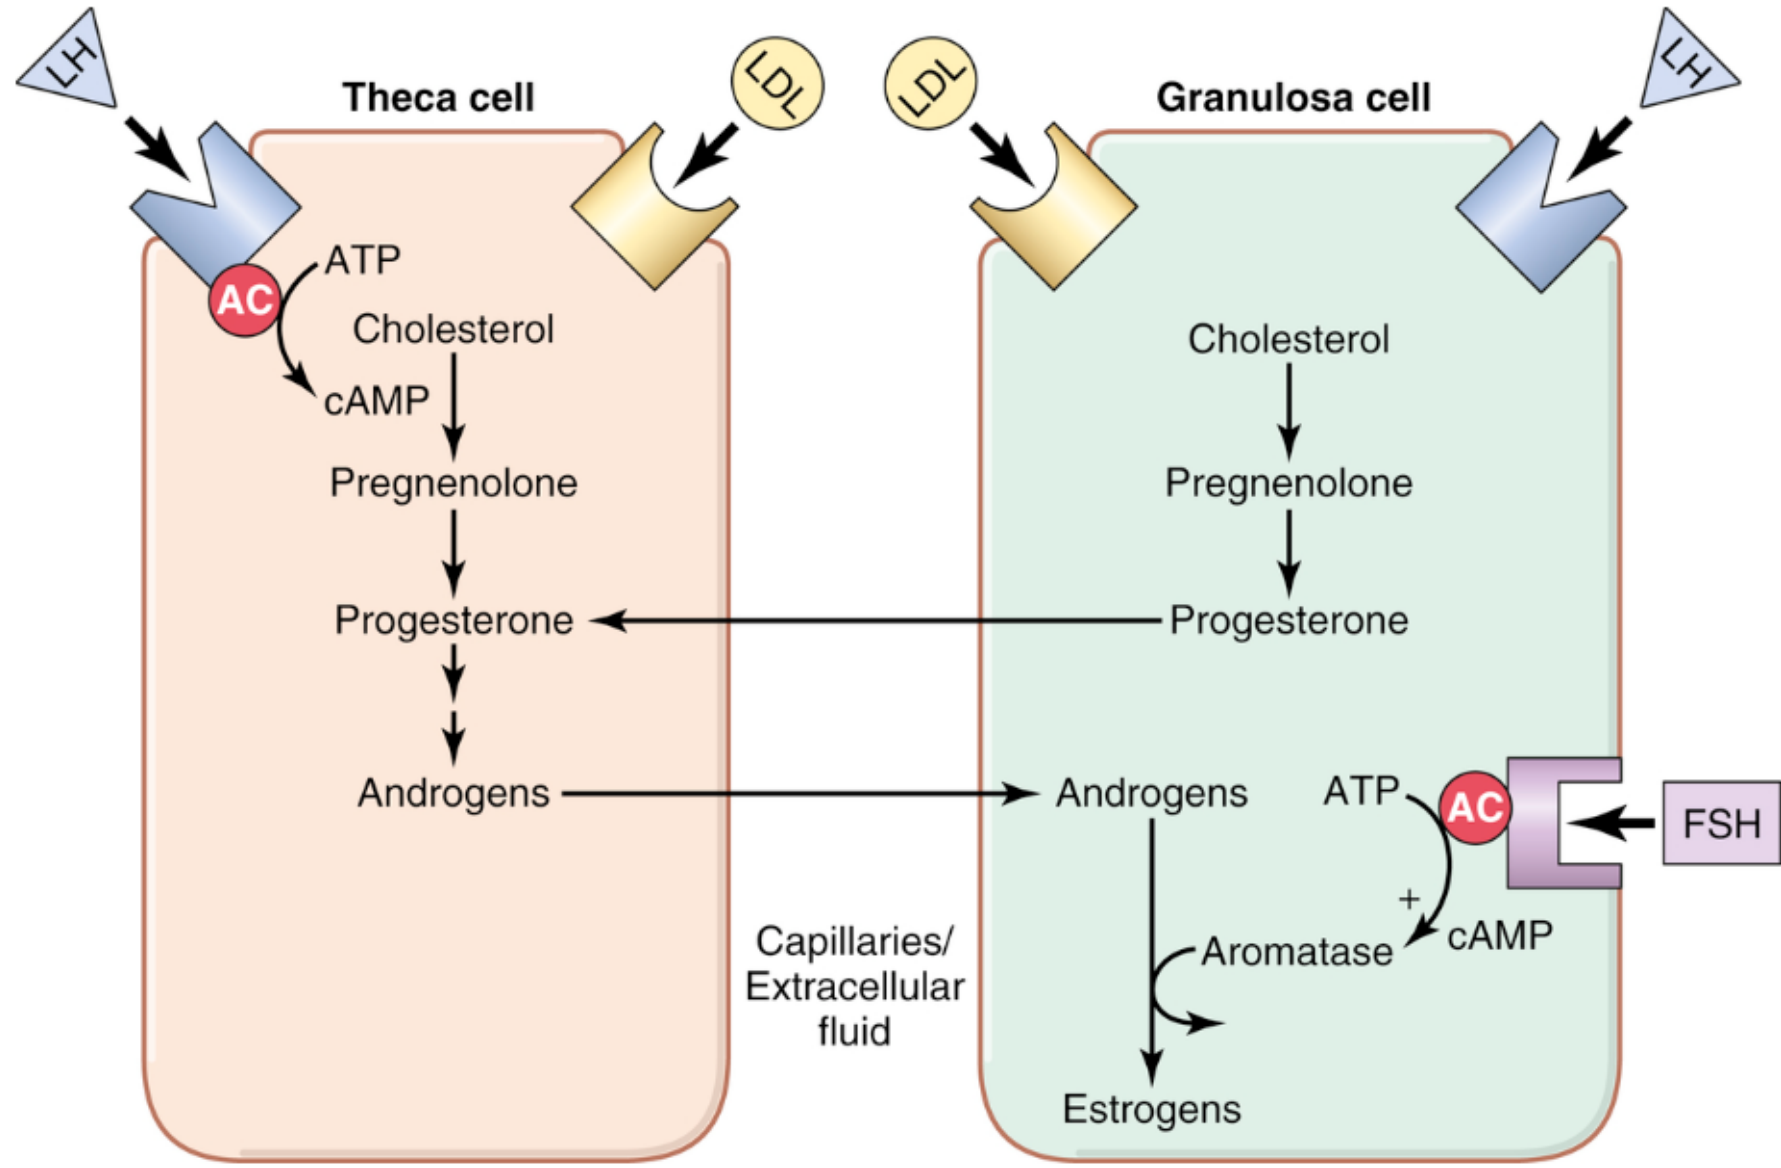 LH
Theca cell
LDL
LDL
Granulosa cell
LH
AC
ATP
Cholesterol
cAMP
Pregnenolone
Progesterone
Androgens
Cholesterol
Pregnenolone
Progesterone
Androgens
ATP
AC
FSH
+
cAMP
Aromatase
Estrogens
Capillaries/
Extracellular
fluid